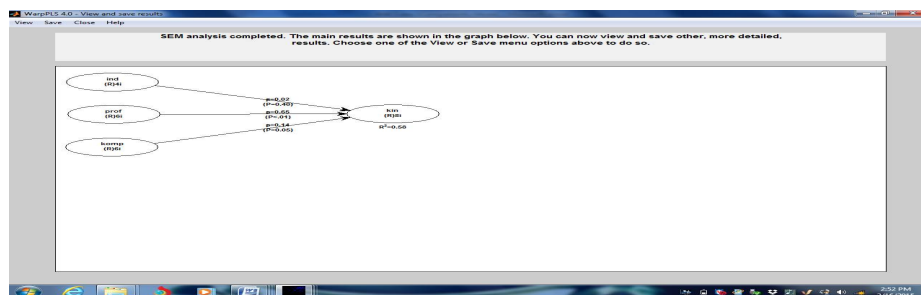 WarpPLS 4.0 - View and save results
View Save Close Help
SEM analysis completed. The main results are shown in the graph below. You can now view and save other, more detailed,
results. Choose one of the View or Save menu options above to do so.
ind
(R)4i
β=0.02
(P=0.40)
prof
(R)6i
β=0.65
(P<.01)
kin
(R)8i
R²=0.58
komp
(R)6i
β=0.14
(P=0.05)
2:52 PM